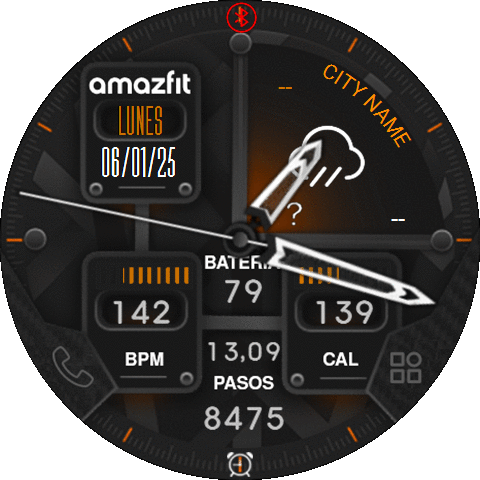 amazfit
LUNES
06/01/25
--
CITY NAME
?
--
BATERIA
79
142
BPM
139
CAL
13,09
PASOS
8475